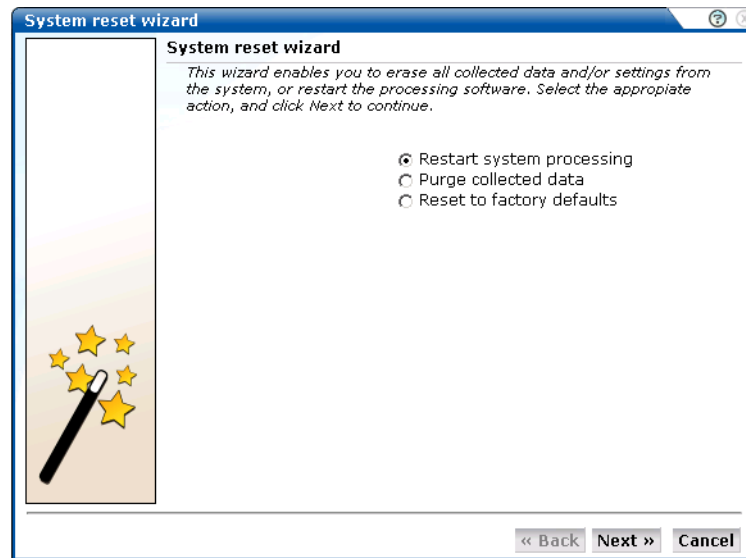 System reset wizard
System reset wizard
This wizard enables you to erase all collected data and/or settings from
the system, or restart the processing software. Select the appropiate
action, and click Next to continue.
Restart system processing
Purge collected data
Reset to factory defaults
« Back Next » Cancel